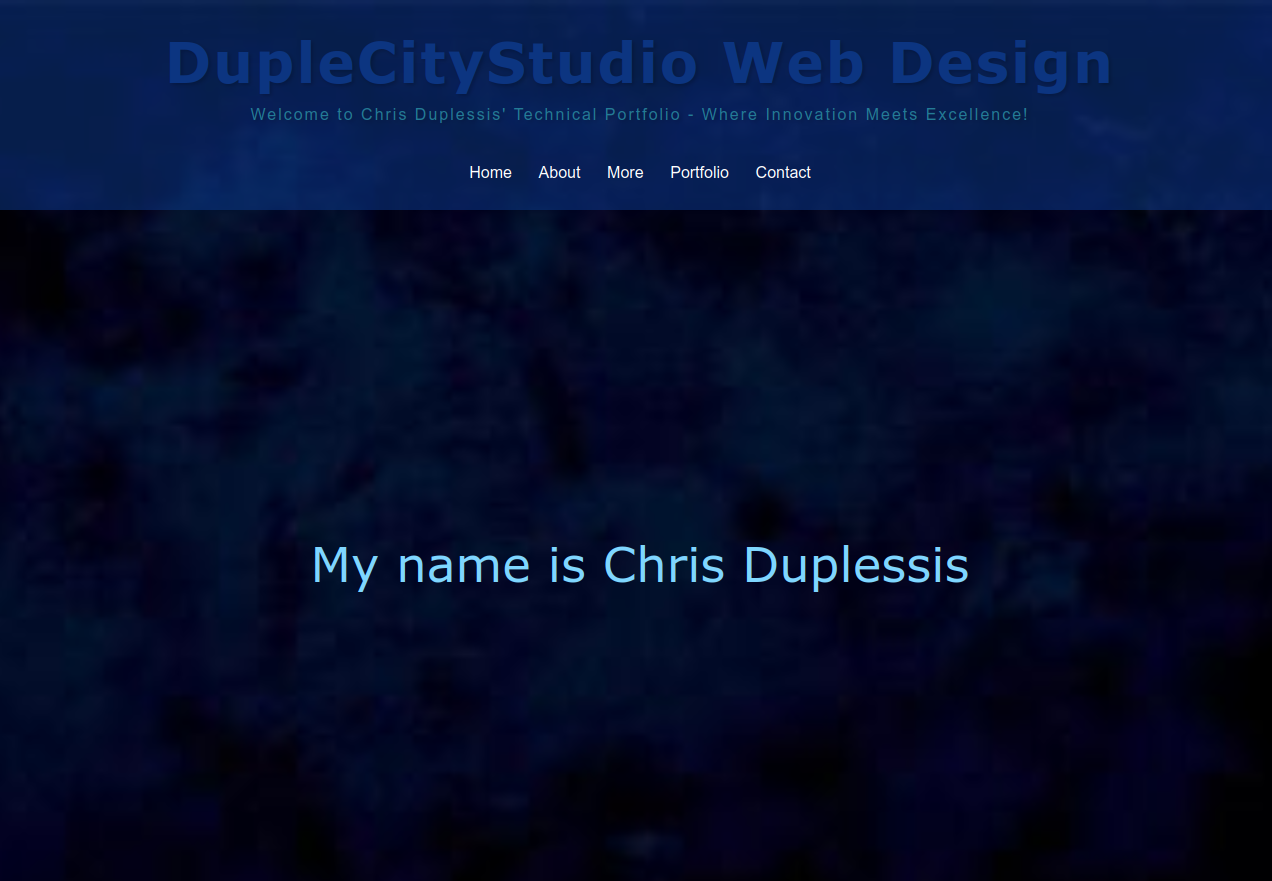 DupleCityStudio Web Design
Welcome to Chris Duplessis' Technical Portfolio - Where Innovation Meets Excellence!
Home About More Portfolio Contact
My name is Chris Duplessis